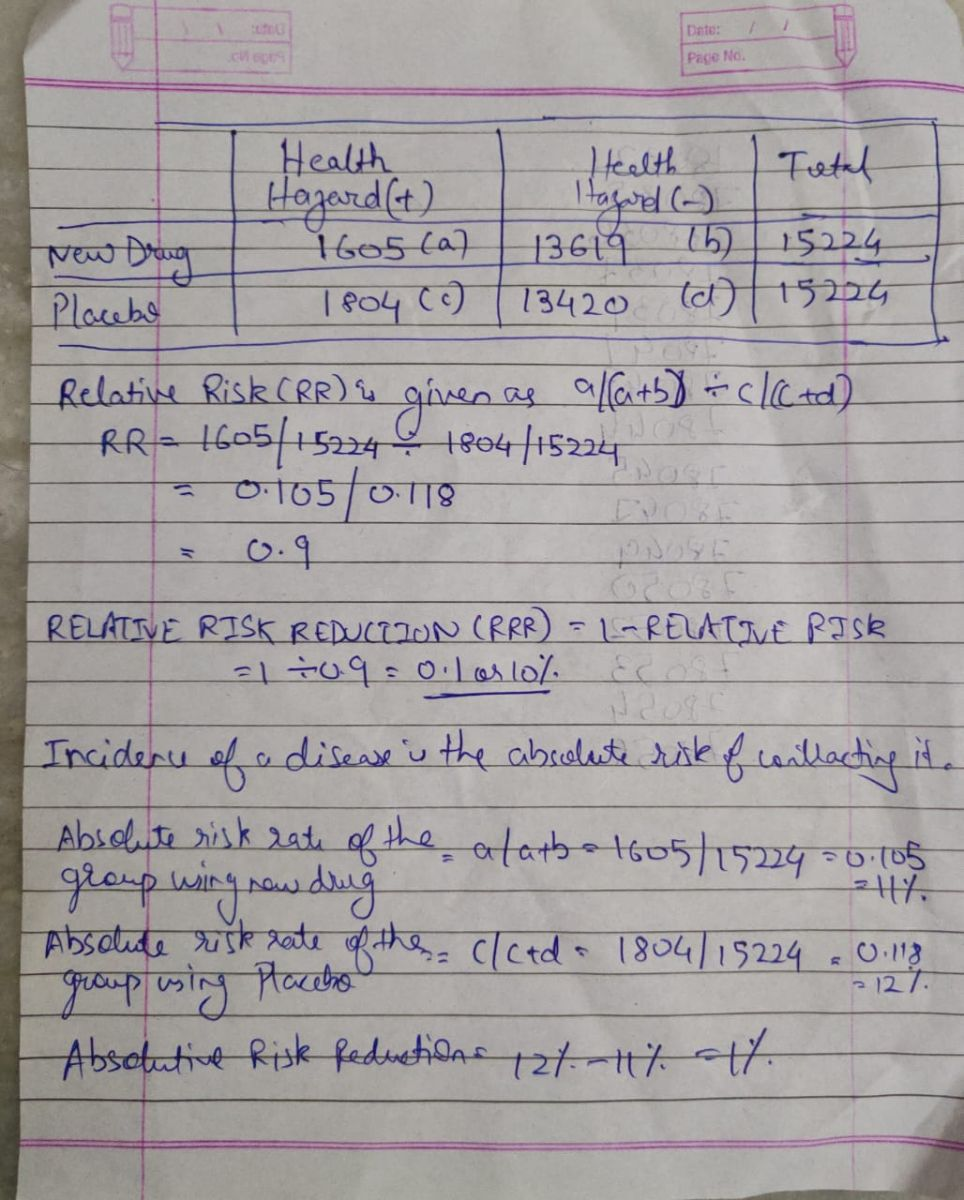 Date: / /
Page No.
Health Hazard(+) Health Hazard(-) Total
New Drug 1605 (a) 13619 (b) 15224
Placebo 1804 (c) 13420 (d) 15224
Relative Risk (RR) is given as a/(a+b) ÷ c/(c+d)
RR = 1605/15224 ÷ 1804/15224
= 0.105/0.118
= 0.9
RELATIVE RISK REDUCTION (RRR) = 1-RELATIVE RISK
= 1 ÷ 0.9 = 0.1 or 10%.
Incidence of a disease is the absolute risk of contracting it.
Absolute risk rate of the = a/a+b = 1605/15224 = 0.105
group using new drug = 11%.
Absolute risk rate of the = c/c+d = 1804/15224 = 0.118
group using Placebo = 12%.
Absolutive Risk Reduction = 12% - 11% = 1%.